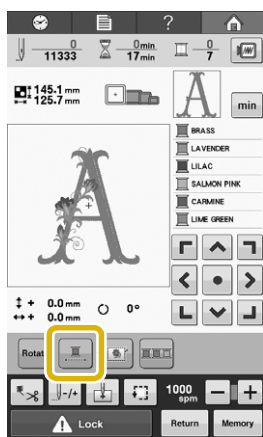 ?
0 0min 0
11333 17min 7
145.1 mm
125.7 mm
A
min
BRASS
LAVENDER
LILAC
SALMON PINK
CARMINE
LIME GREEN
A
+ 0.0 mm 0°
+ 0.0 mm
Rotat
-/+ 1000 spm − +
Lock Return Memory